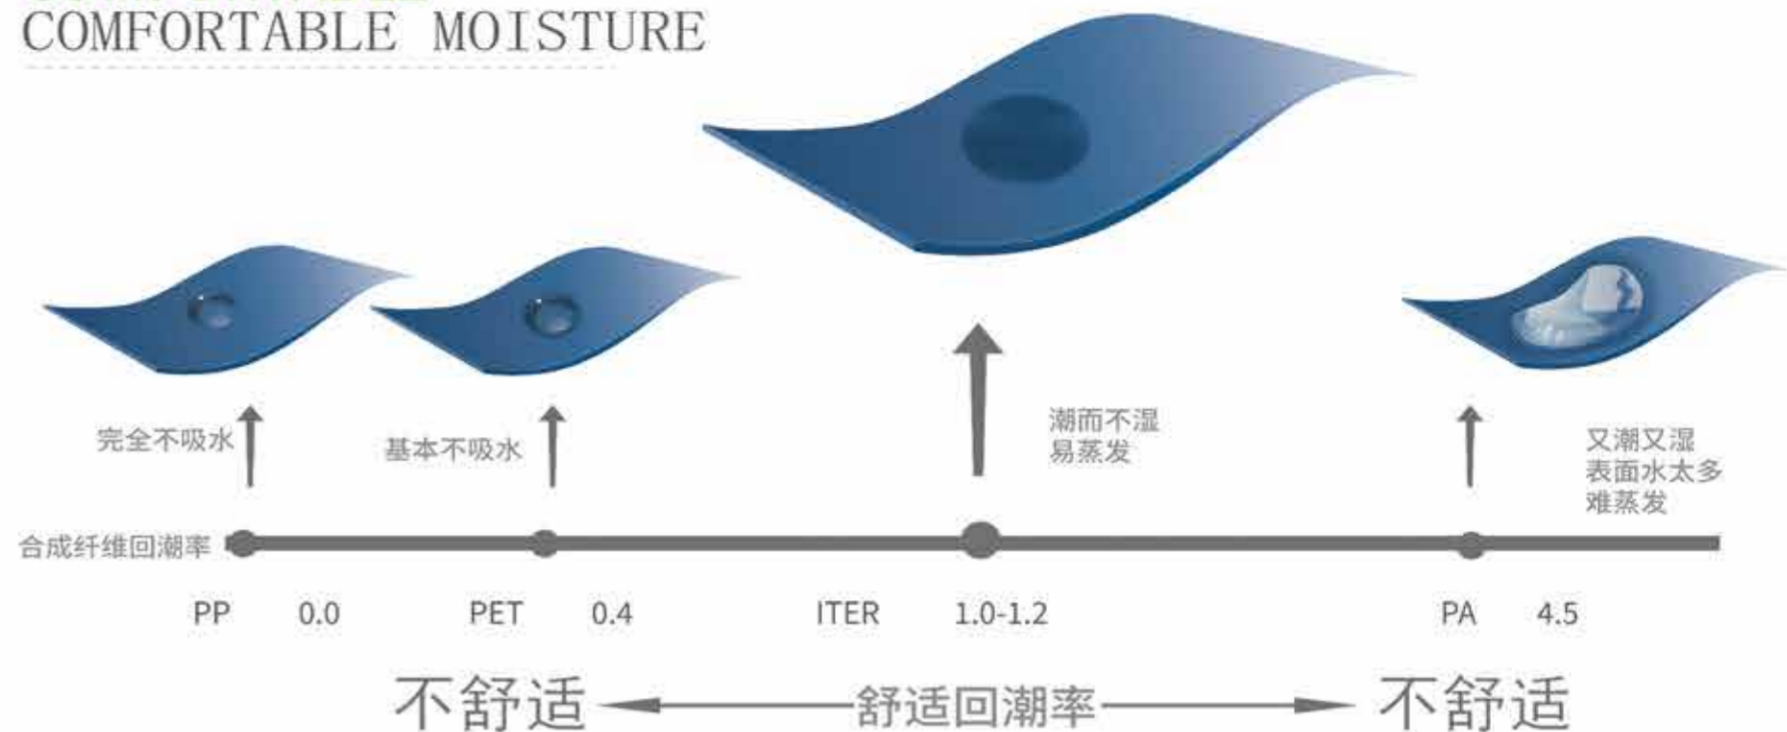 COMFORTABLE MOISTURE
完全不吸水
基本不吸水
潮而不湿
易蒸发
又潮又湿
表面水太多
难蒸发
合成纤维回潮率
PP 0.0 PET 0.4 ITER 1.0-1.2 PA 4.5
不舒适 舒适回潮率 不舒适